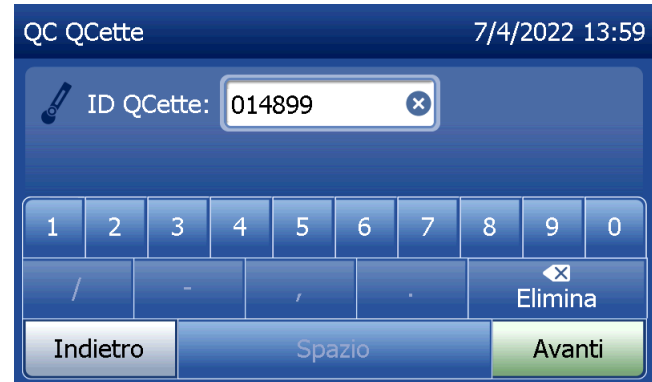 QC QCette 7/4/2022 13:59
ID QCette: 014899
1 2 3 4 5 6 7 8 9 0
/ - , . Elimina
Indietro Spazio Avanti